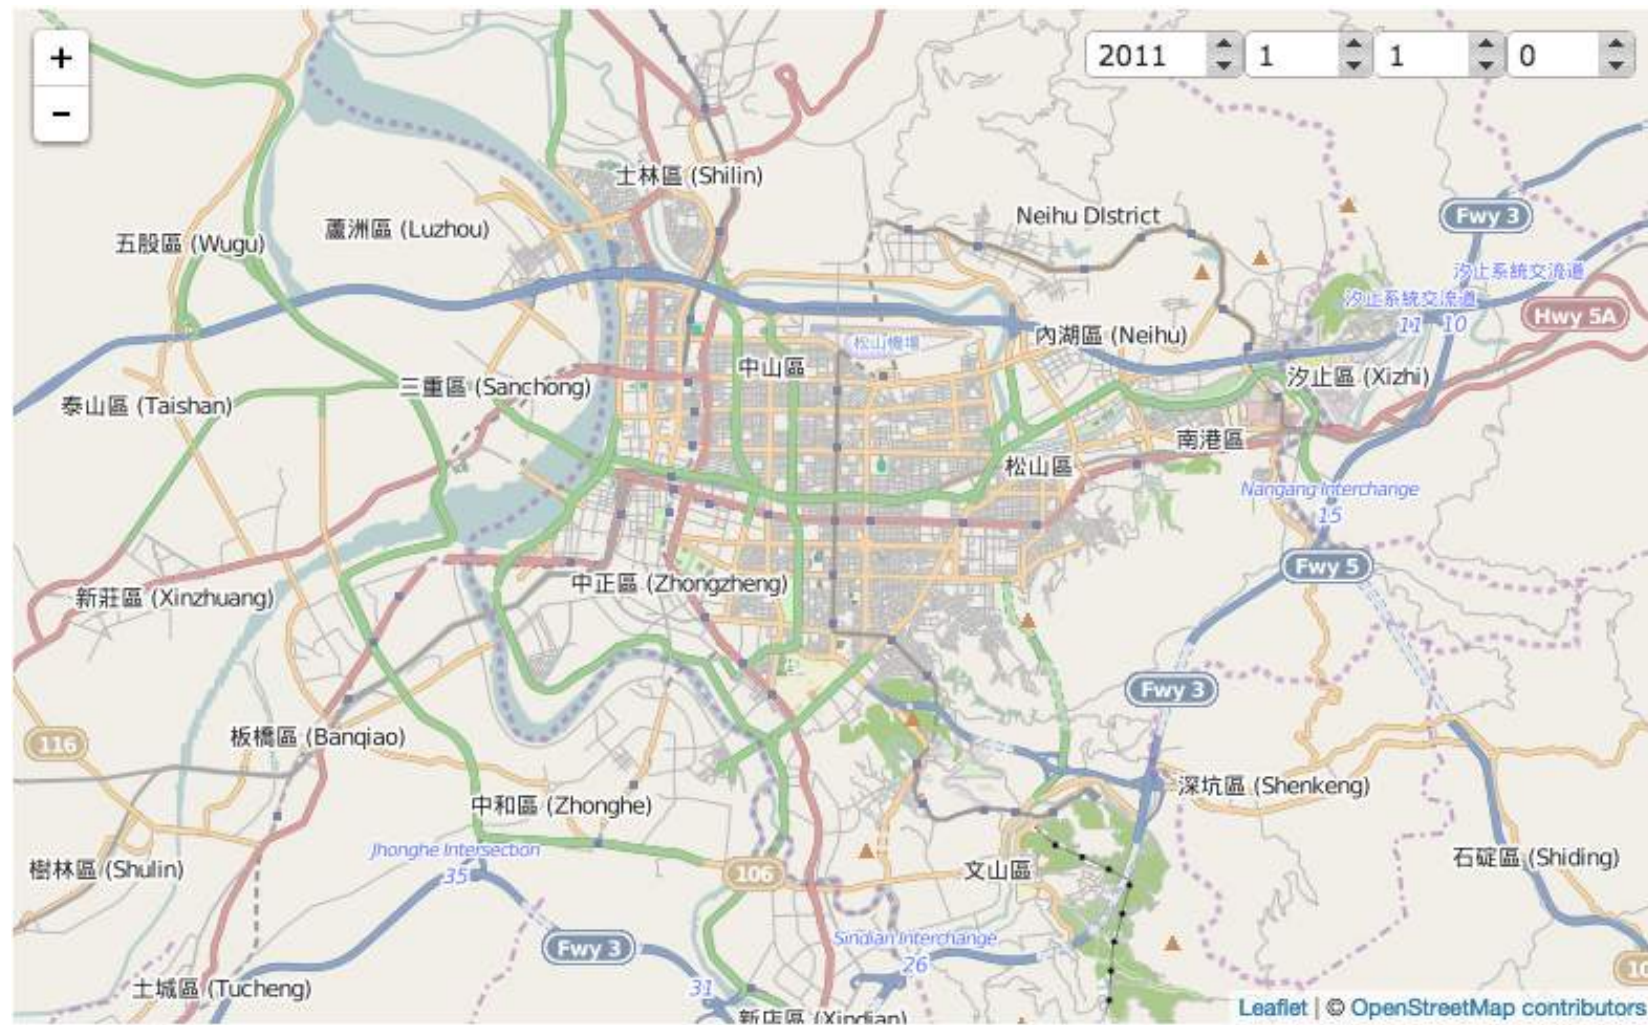 +
2011 1 1 0
−
士林區 (Shilin)
Neihu DIstrict
Fwy 3
五股區 (Wugu)
蘆洲區 (Luzhou)
汐止系統交流道
汐止系統交流道
11 10
Hwy 5A
松山機場
內湖區 (Neihu)
中山區
三重區 (Sanchong)
汐止區 (Xizhi)
泰山區 (Taishan)
南港區
松山區
Nangang Interchange
15
Fwy 5
中正區 (Zhongzheng)
新莊區 (Xinzhuang)
Fwy 3
116
板橋區 (Banqiao)
深坑區 (Shenkeng)
中和區 (Zhonghe)
Jhonghe Intersection
35
樹林區 (Shulin)
106
文山區
石碇區 (Shiding)
Sindian Interchange
26
Fwy 3
10
土城區 (Tucheng)
31
新店區 (Xindian)
Leaflet | © OpenStreetMap contributors